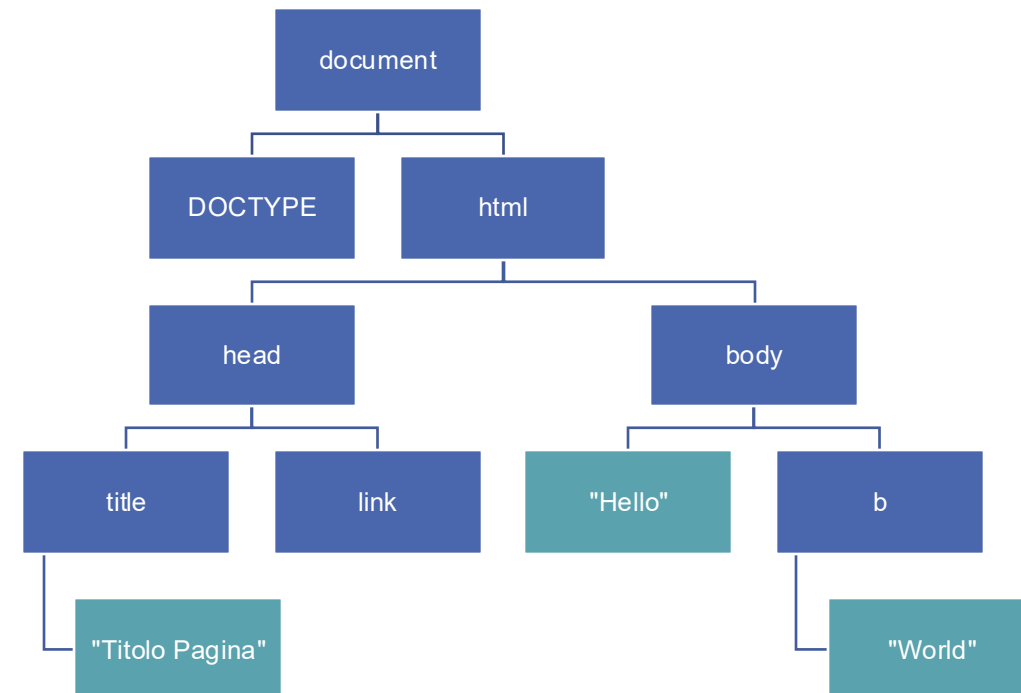 document
DOCTYPE
html
head
body
title
link
"Hello"
b
"Titolo Pagina"
"World"